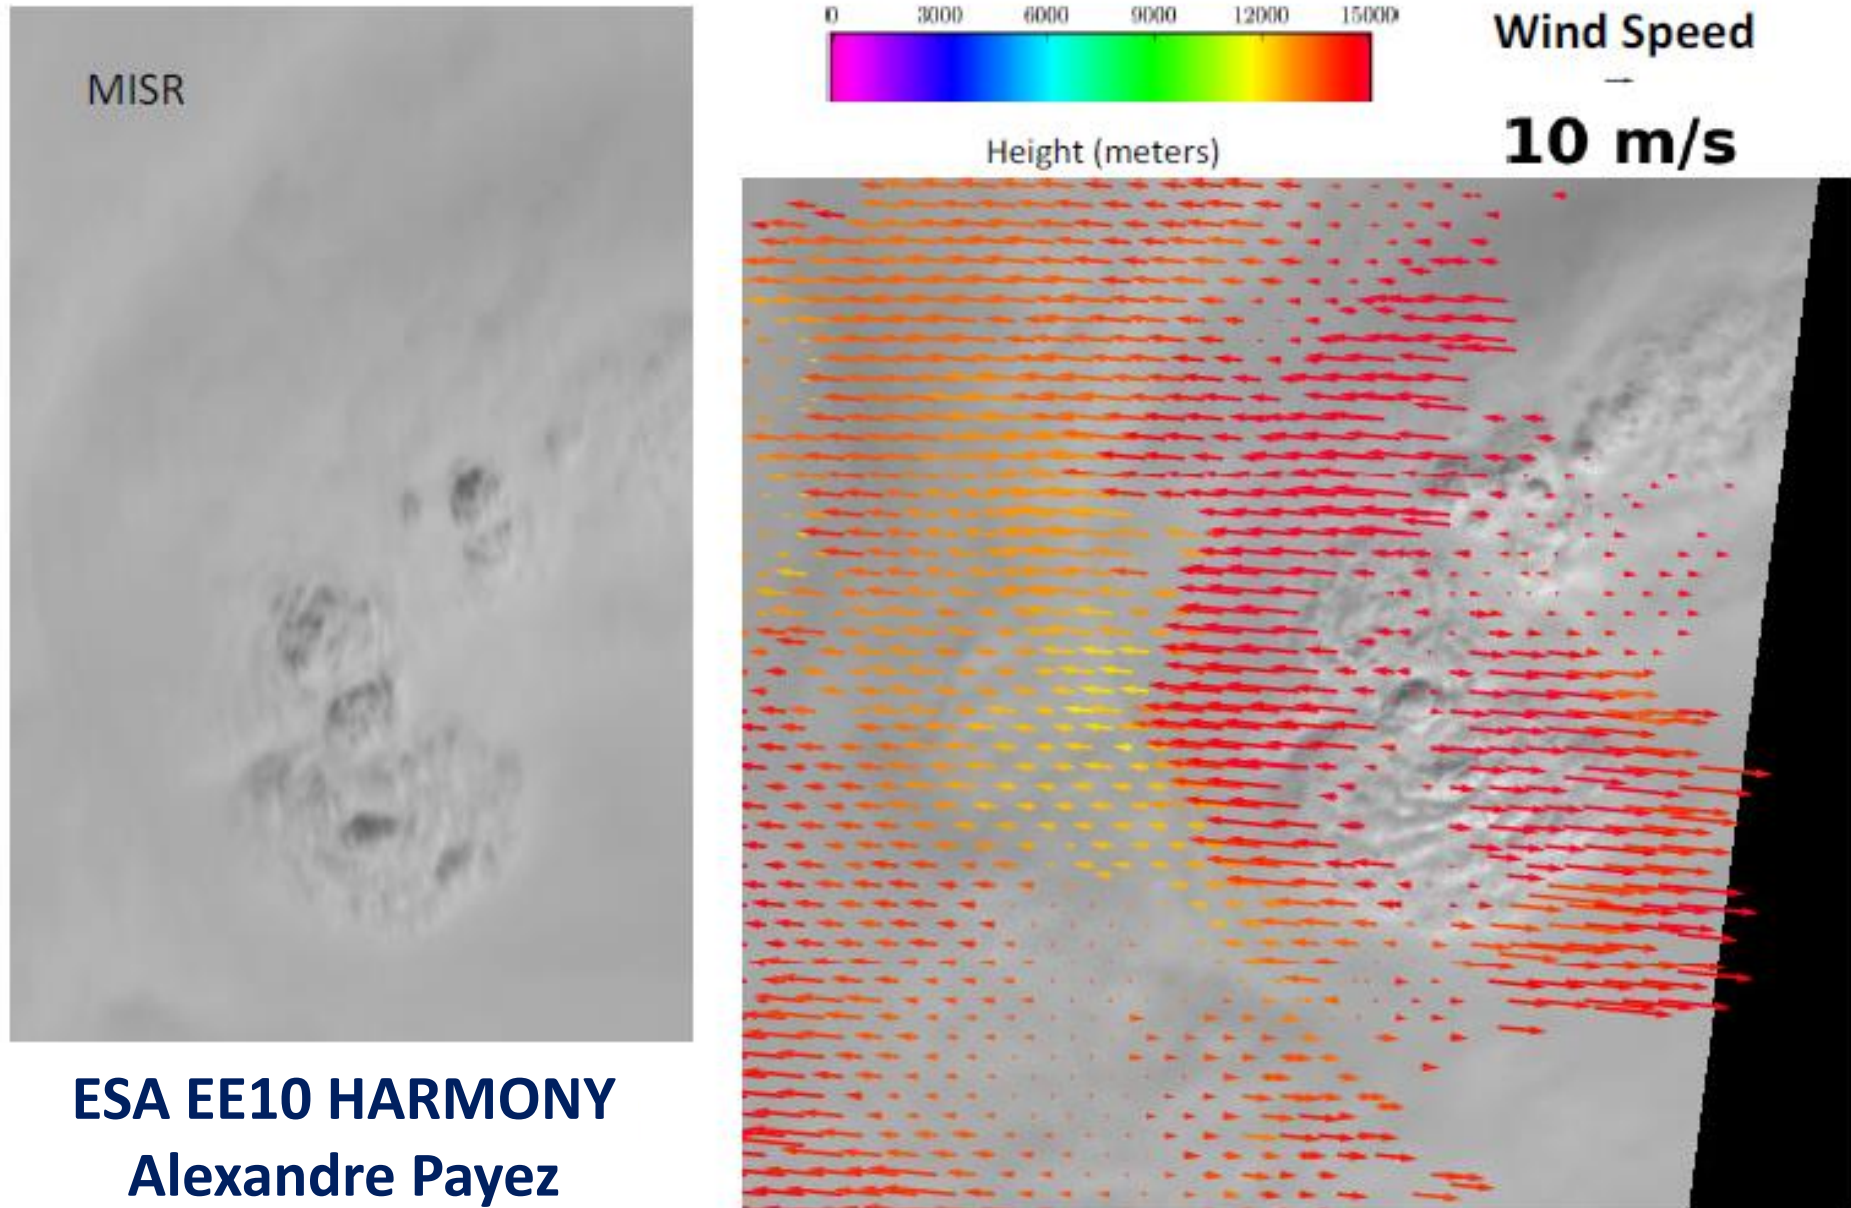 MISR
0 3000 6000 9000 12000 15000
Height (meters)
Wind Speed
10 m/s
ESA EE10 HARMONY
Alexandre Payez